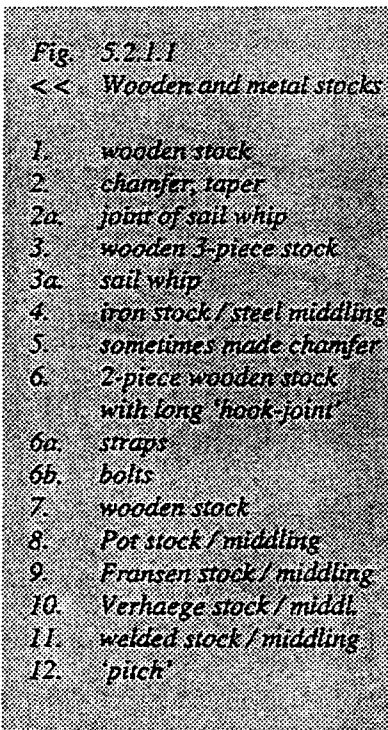 Fig. 5.2.1.1
<< Wooden and metal stocks
1. wooden stock
2. chamfer, taper
2a. joint of sail whip
3. wooden 3-piece stock
3a. sail whip
4. iron stock / steel middling
5. sometimes made chamfer
6. 2-piece wooden stock
with long 'hook-joint'
6a. straps
6b. bolts
7. wooden stock
8. Pot stock / middling
9. Fransen stock / middling
10. Verhaege stock / middl.
11. welded stock / middling
12. 'pitch'